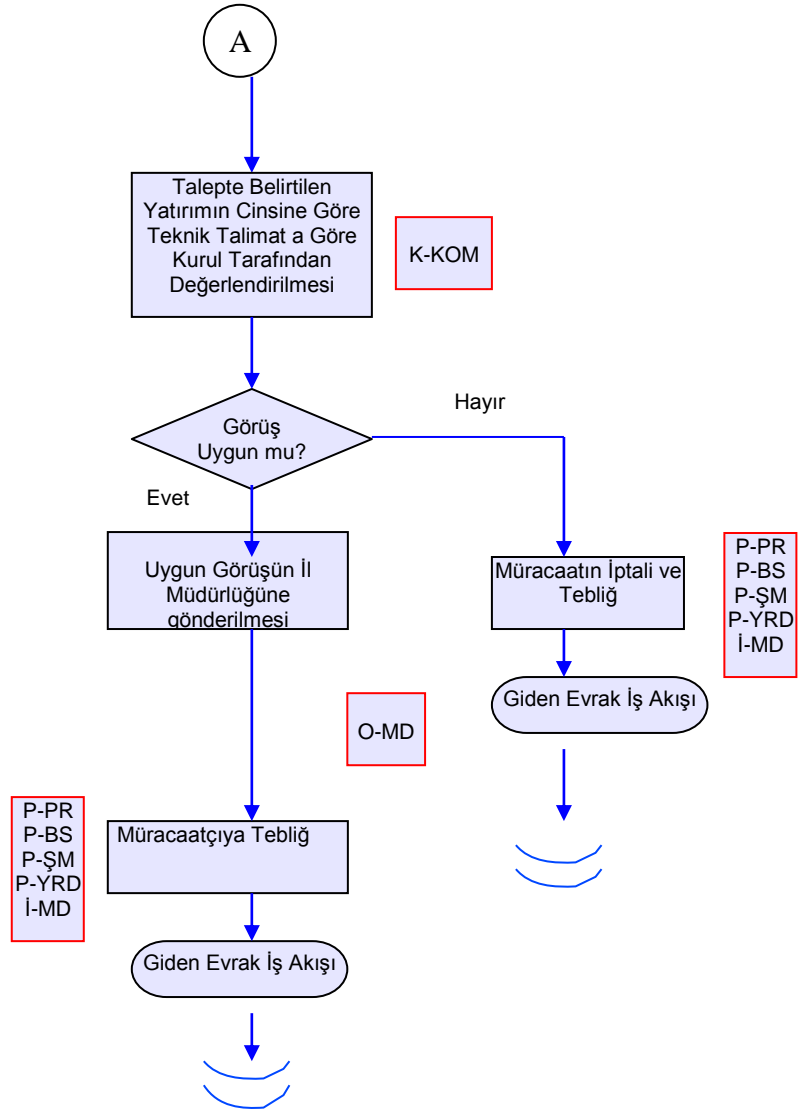 A
Talepte Belirtilen
Yatırımın Cinsine Göre
Teknik Talimat a Göre
Kurul Tarafından
Değerlendirilmesi
K-KOM
Hayır
Görüş
Uygun mu?
Evet
Uygun Görüşün İl
Müdürlüğüne
gönderilmesi
Müracaatın İptali ve
Tebliğ
P-PR
P-BS
P-ŞM
P-YRD
İ-MD
Giden Evrak İş Akışı
O-MD
P-PR
P-BS
P-ŞM
P-YRD
İ-MD
Müracaatçıya Tebliğ
Giden Evrak İş Akışı